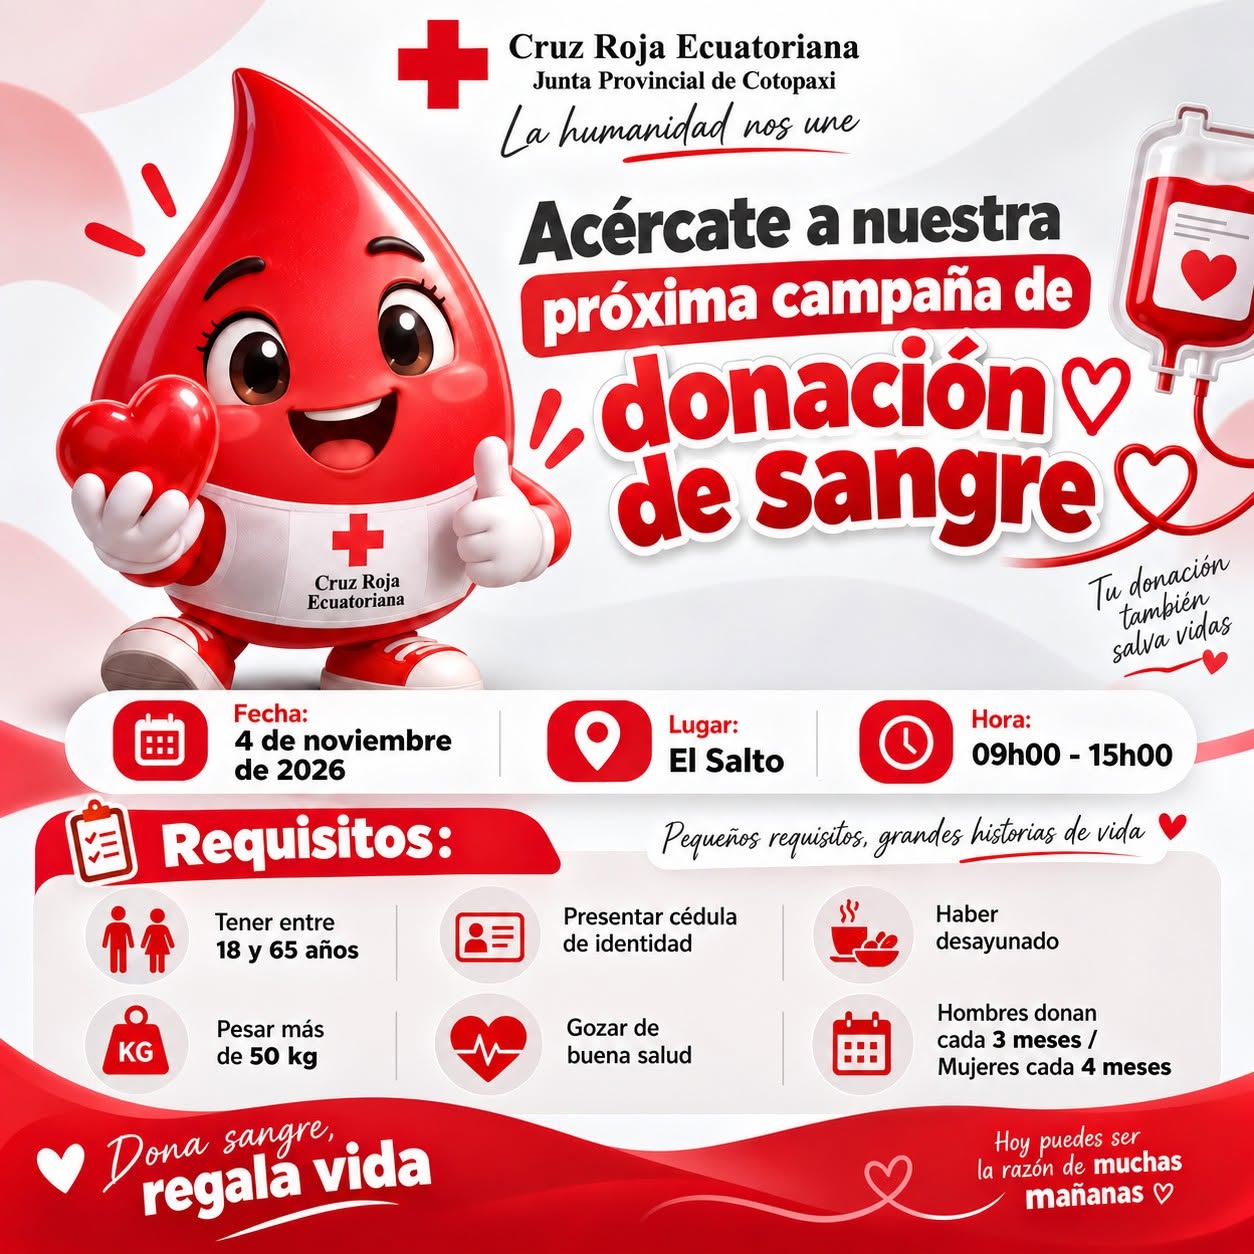 Cruz Roja Ecuatoriana
Junta Provincial de Cotopaxi
La humanidad nos une
Acércate a nuestra
próxima campaña de
donación
de sangre
Cruz Roja
Ecuatoriana
Tu donación
también
salva vidas
Fecha:
4 de noviembre
de 2026
Lugar:
El Salto
Hora:
09h00 - 15h00
Requisitos:
Pequeños requisitos, grandes historias de vida
Tener entre
18 y 65 años
Presentar cédula
de identidad
Haber
desayunado
KG
Pesar más
de 50 kg
Gozar de
buena salud
Hombres donan
cada 3 meses /
Mujeres cada 4 meses
Dona sangre,
regala vida
Hoy puedes ser
la razón de muchas
mañanas